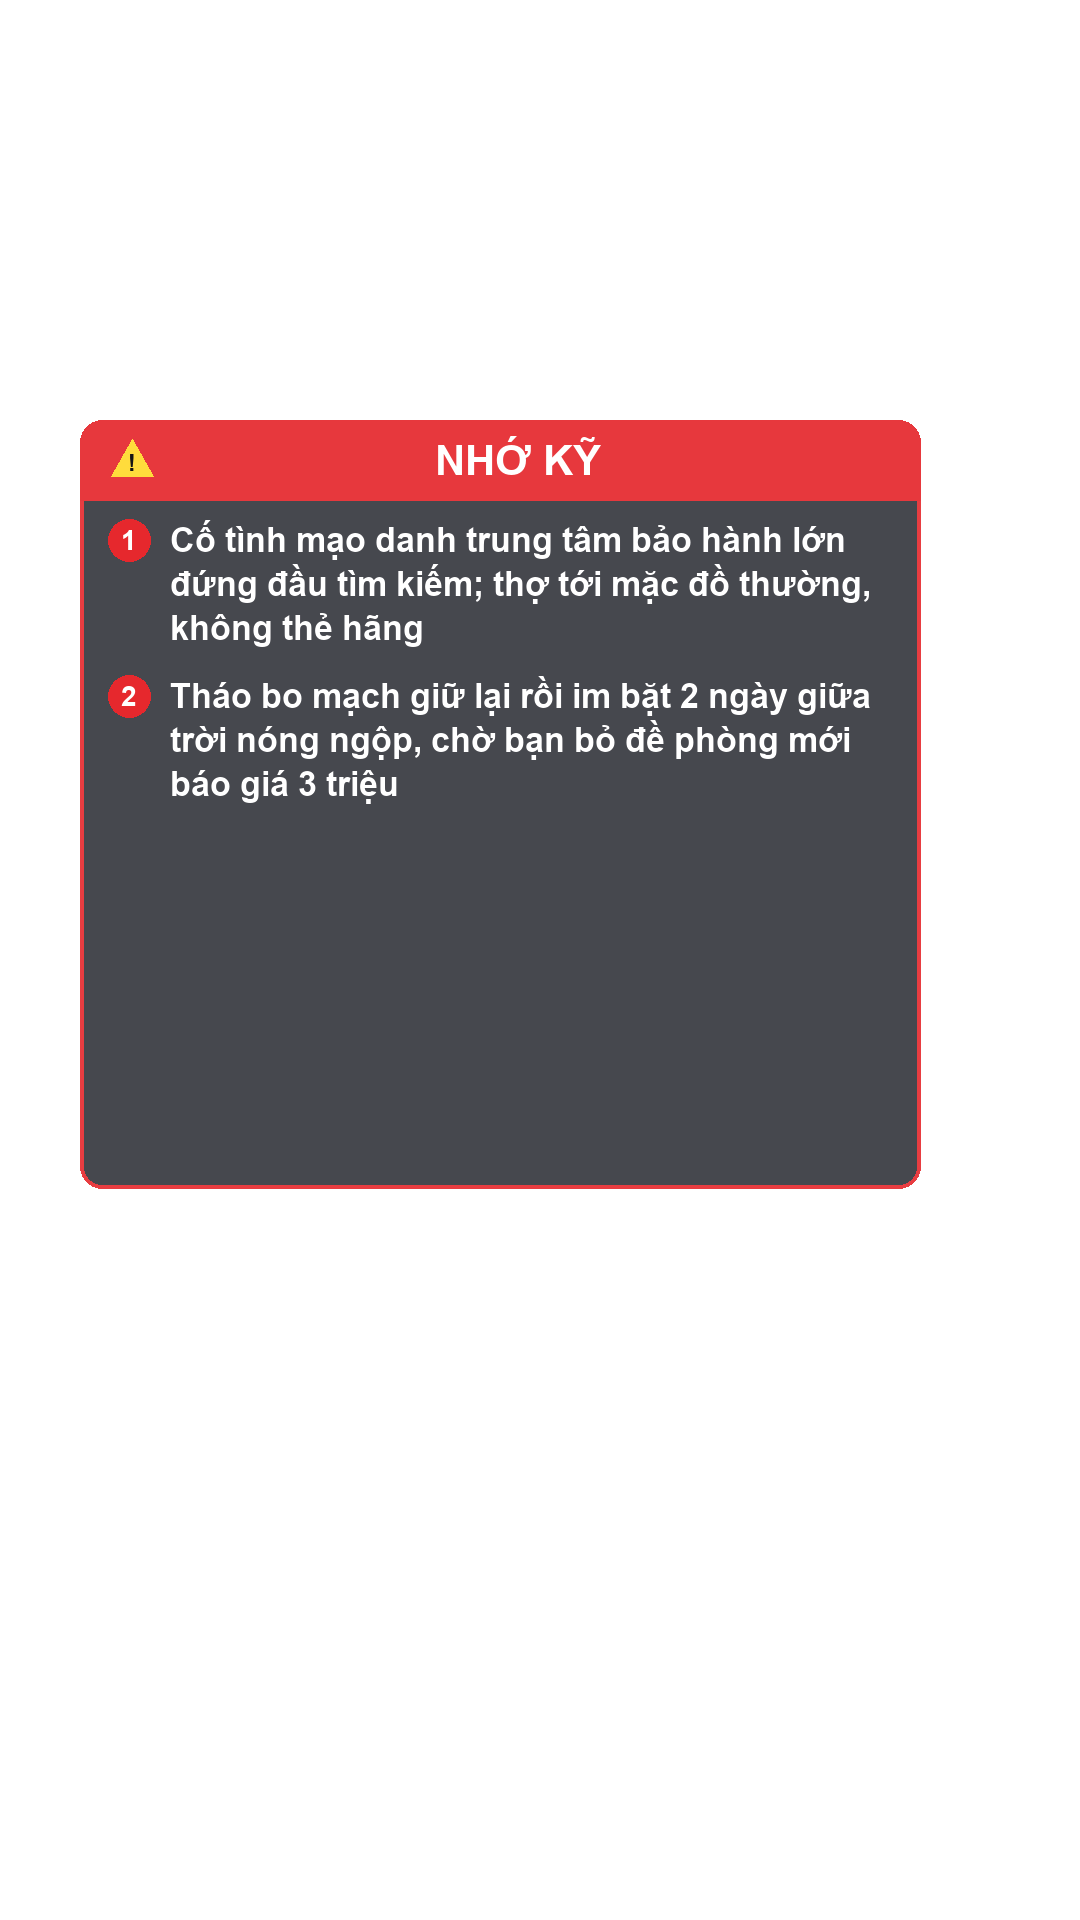 !
NHỚ KỸ
1 Cố tình mạo danh trung tâm bảo hành lớn
đứng đầu tìm kiếm; thợ tới mặc đồ thường,
không thẻ hãng
2 Tháo bo mạch giữ lại rồi im bặt 2 ngày giữa
trời nóng ngộp, chờ bạn bỏ đề phòng mới
báo giá 3 triệu